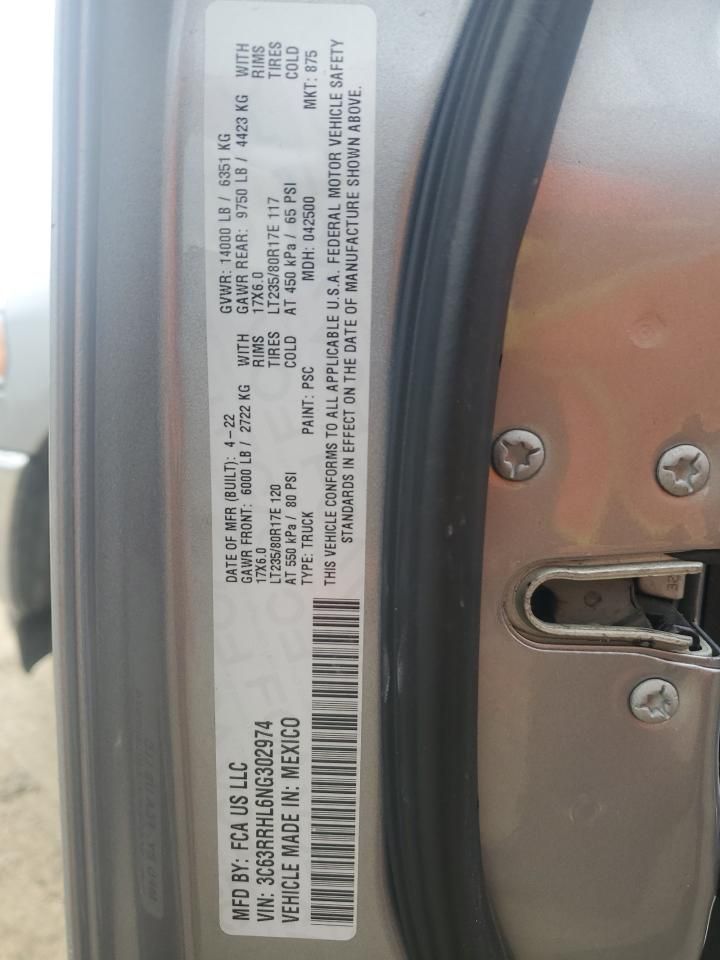 MFD BY: FCA US LLC
VIN: 3C63RRHL6NG302974
VEHICLE MADE IN: MEXICO
DATE OF MFR (BUILT): 4-22 GVWR: 14000 LB / 6351 KG
GAWR FRONT: 6000 LB / 2722 KG WITH GAWR REAR: 9750 LB / 4423 KG WITH
17X6.0 RIMS 17X6.0 RIMS
LT235/80R17E 120 TIRES LT235/80R17E 117 TIRES
AT 550 kPa / 80 PSI COLD AT 450 kPa / 65 PSI COLD
TYPE: TRUCK PAINT: PSC MDH: 042500 MKT: 875
THIS VEHICLE CONFORMS TO ALL APPLICABLE U.S.A. FEDERAL MOTOR VEHICLE SAFETY
STANDARDS IN EFFECT ON THE DATE OF MANUFACTURE SHOWN ABOVE.
32